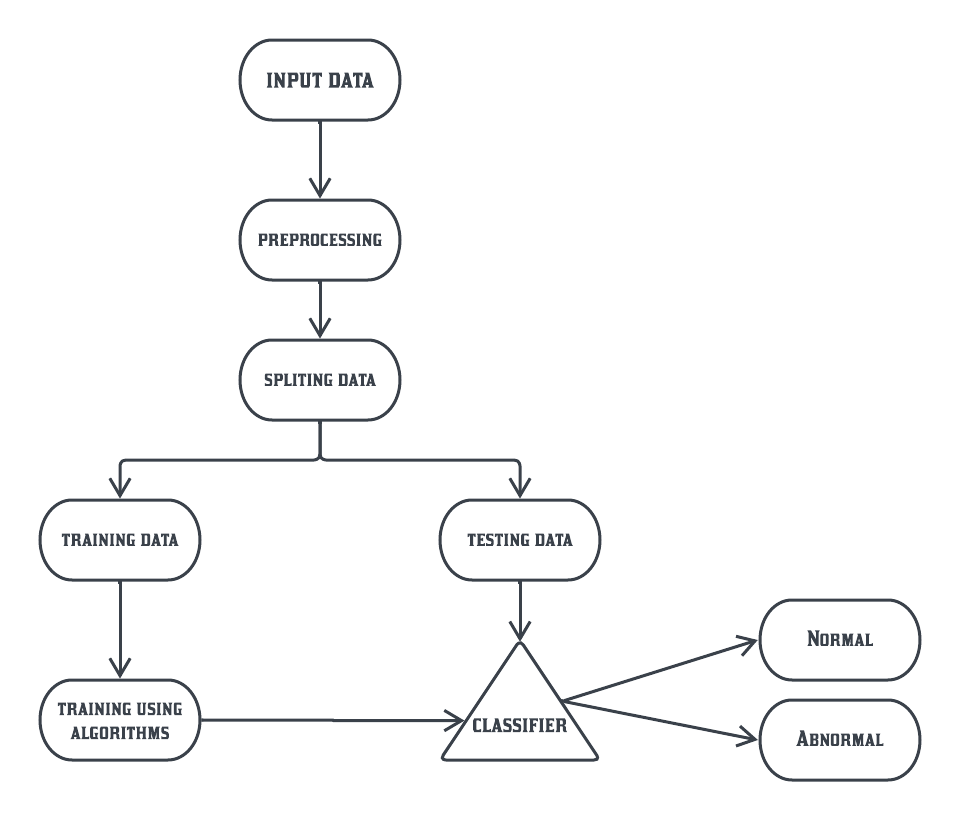 INPUT DATA
PREPROCESSING
SPLITING DATA
TRAINING DATA
TESTING DATA
TRAINING USING
ALGORITHMS
CLASSIFIER
NORMAL
ABNORMAL